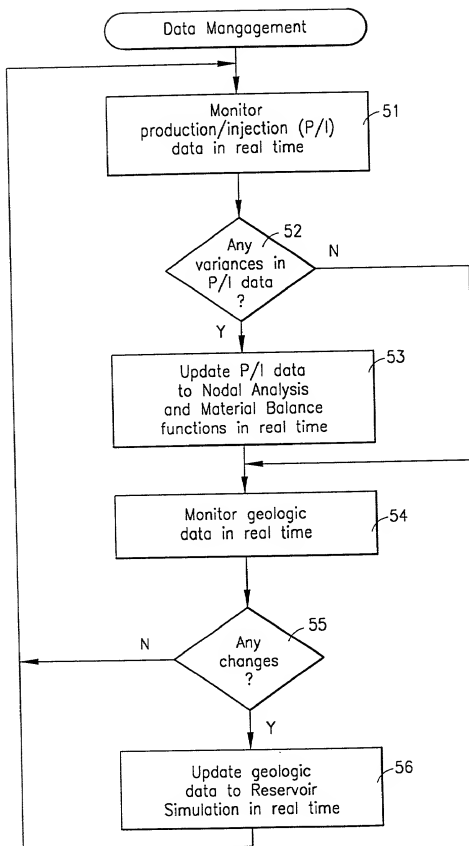 Data Mangagement
Monitor
production/injection (P/I)
data in real time
51
Any
variances in
P/I data
?
52
N
Y
Update P/I data
to Nodal Analysis
and Material Balance
functions in real time
53
Monitor geologic
data in real time
54
Any
changes
?
55
N
Y
Update geologic
data to Reservoir
Simulation in real time
56